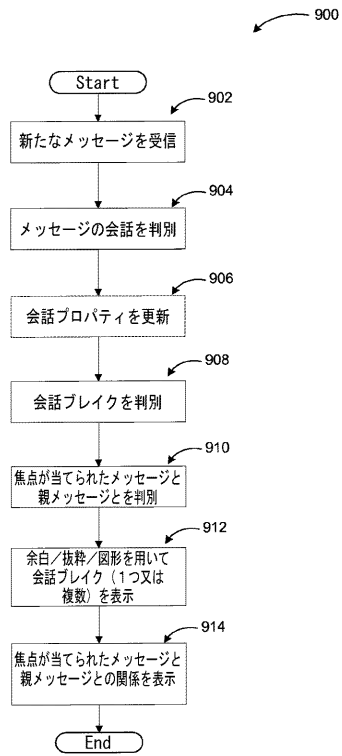 900
Start
902
新たなメッセージを受信
904
メッセージの会話を判別
906
会話プロパティを更新
908
会話ブレイクを判別
910
焦点が当てられたメッセージと
親メッセージとを判別
912
余白/抜粋/図形を用いて
会話ブレイク(1つ又は
複数)を表示
914
焦点が当てられたメッセージと
親メッセージとの関係を表示
End